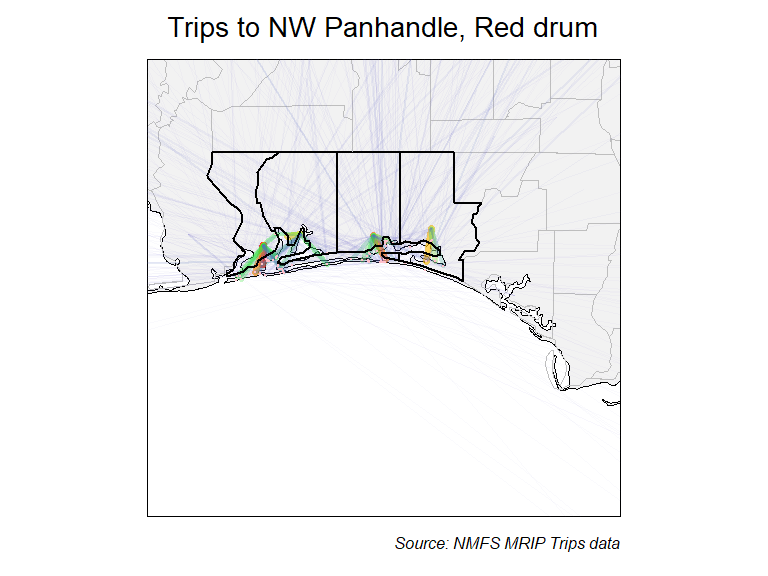 Trips to NW Panhandle, Red drum
Source: NMFS MRIP Trips data